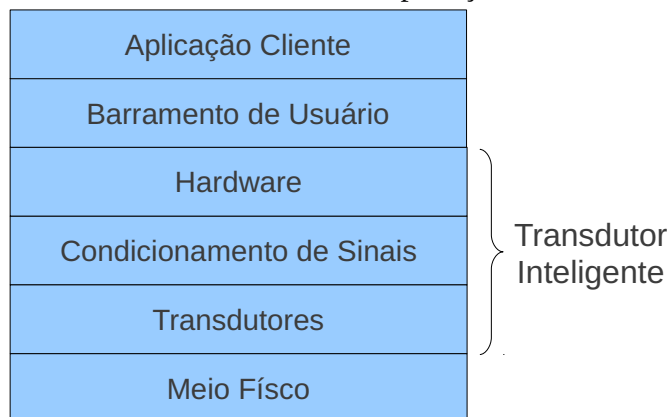 Aplicação Cliente
Barramento de Usuário
Hardware
Condicionamento de Sinais
Transdutor
Inteligente
Transdutores
Meio Físco